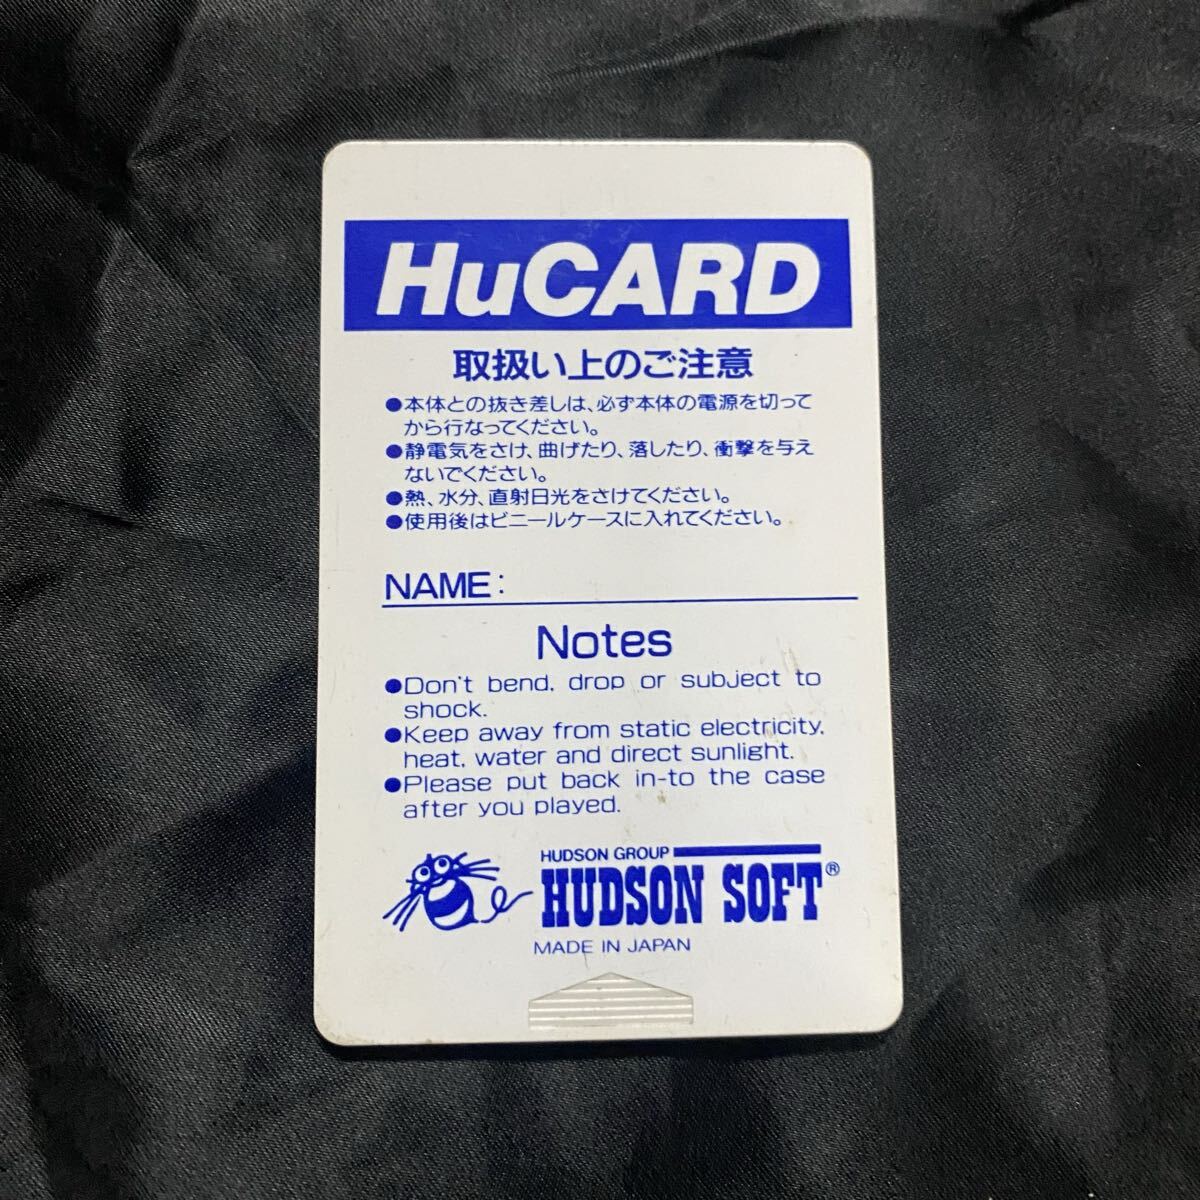 HuCARD
取扱い上のご注意
●本体との抜き差しは、必ず本体の電源を切って
から行なってください。
●静電気をさけ、曲げたり、落したり、衝撃を与え
ないでください。
●熱、水分、直射日光をさけてください。
●使用後はビニールケースに入れてください。
NAME:
Notes
●Don't bend, drop or subject to
shock.
●Keep away from static electricity,
heat, water and direct sunlight.
●Please put back in-to the case
after you played.
HUDSON GROUP
HUDSON SOFT®
MADE IN JAPAN